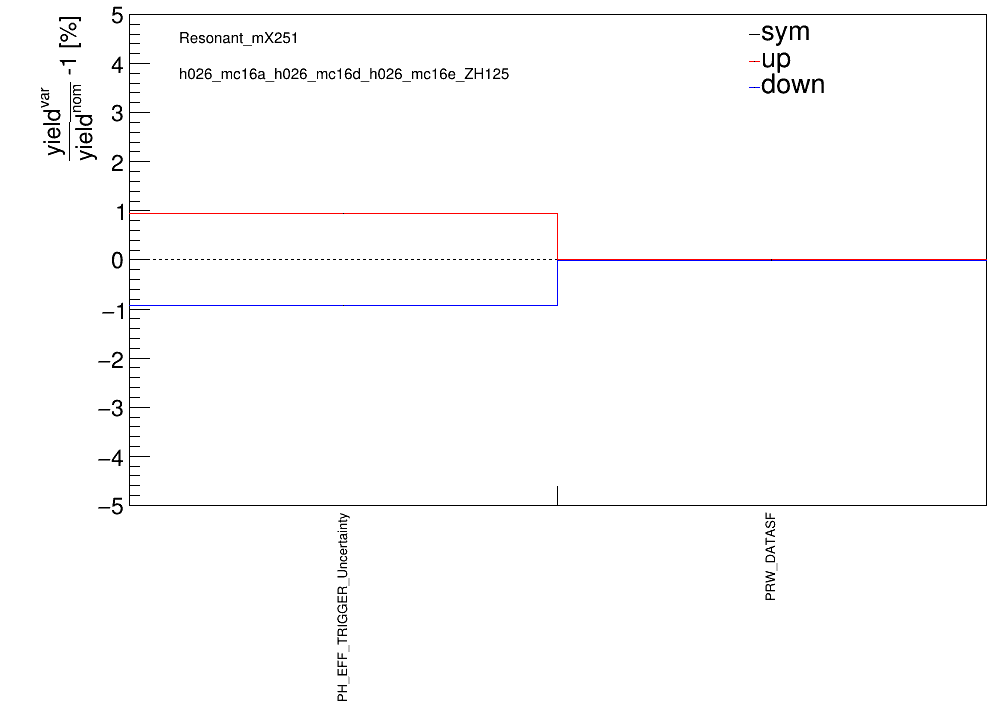 yield^var / yield^nom -1 [%]
5
4
3
2
1
0
−1
−2
−3
−4
−5
Resonant_mX251
h026_mc16a_h026_mc16d_h026_mc16e_ZH125
sym
up
down
PH_EFF_TRIGGER_Uncertainty
PRW_DATASF